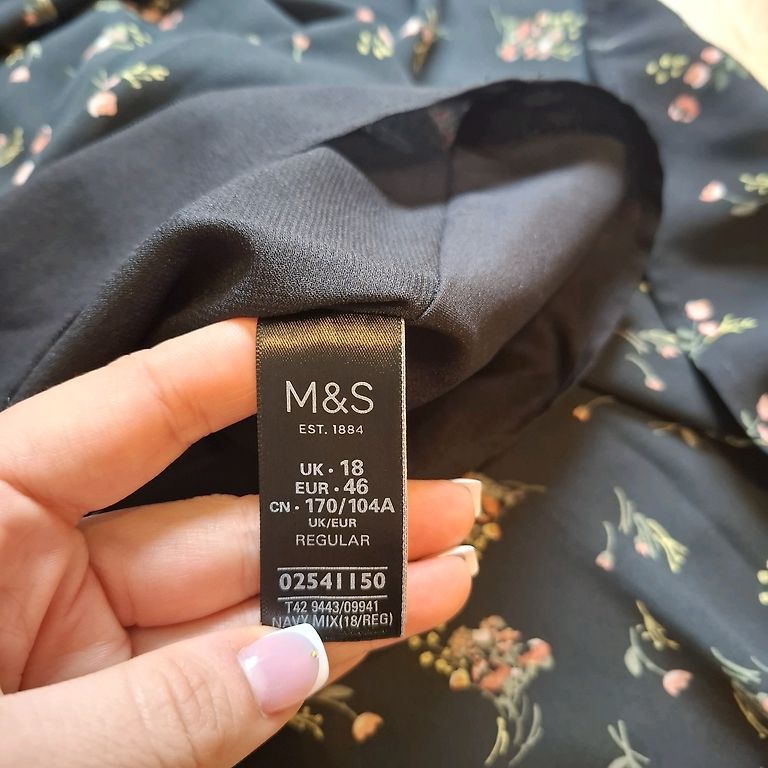 M&S
EST. 1884
UK · 18
EUR · 46
CN · 170/104A
UK/EUR
REGULAR
02541150
T42 9443/09941
NAVY MIX(18/REG)